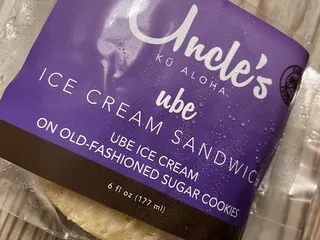 Uncle's
KŪ ALOHA
ube
ICE CREAM SANDWIC
UBE ICE CREAM
ON OLD-FASHIONED SUGAR COOKIES
6 fl oz (177 ml)